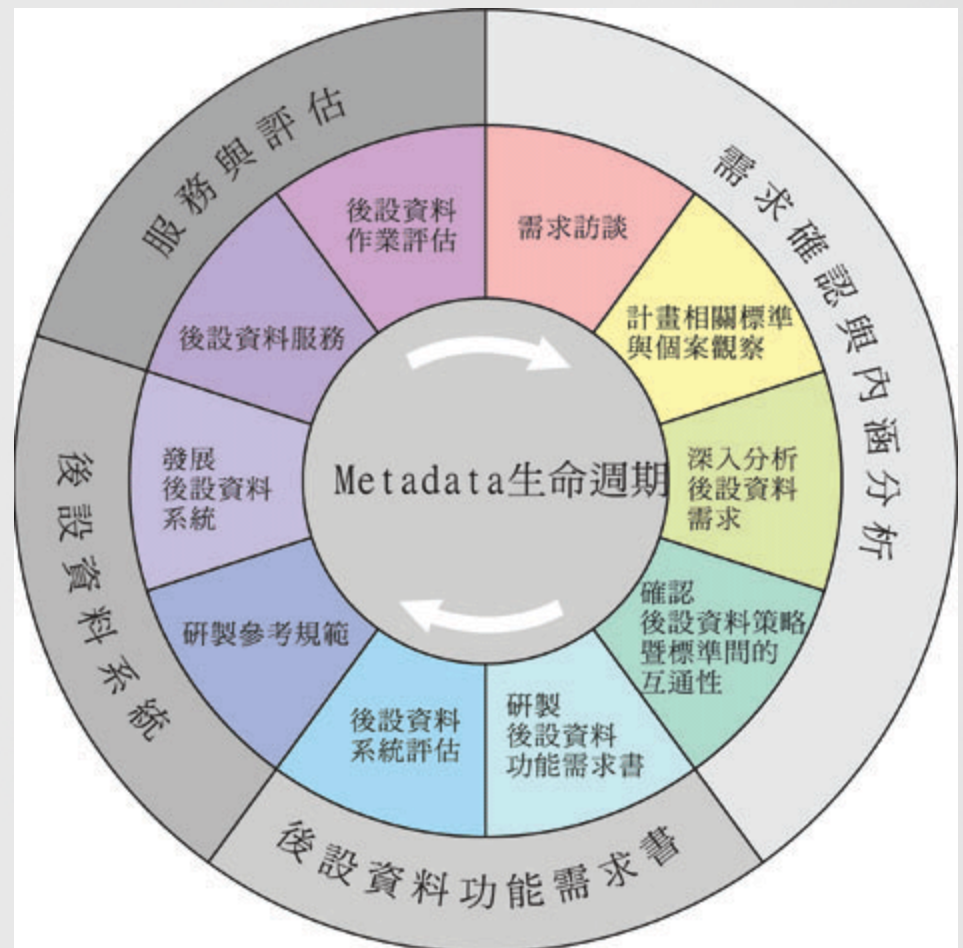 Metadata生命週期
需求確認與內涵分析
需求訪談
計畫相關標準
與個案觀察
深入分析
後設資料
需求
確認
後設資料策略
暨標準間的
互通性
後設資料功能需求書
研製
後設資料
功能需求書
後設資料
系統評估
後設資料系統
研製參考規範
發展
後設資料
系統
服務與評估
後設資料服務
後設資料
作業評估